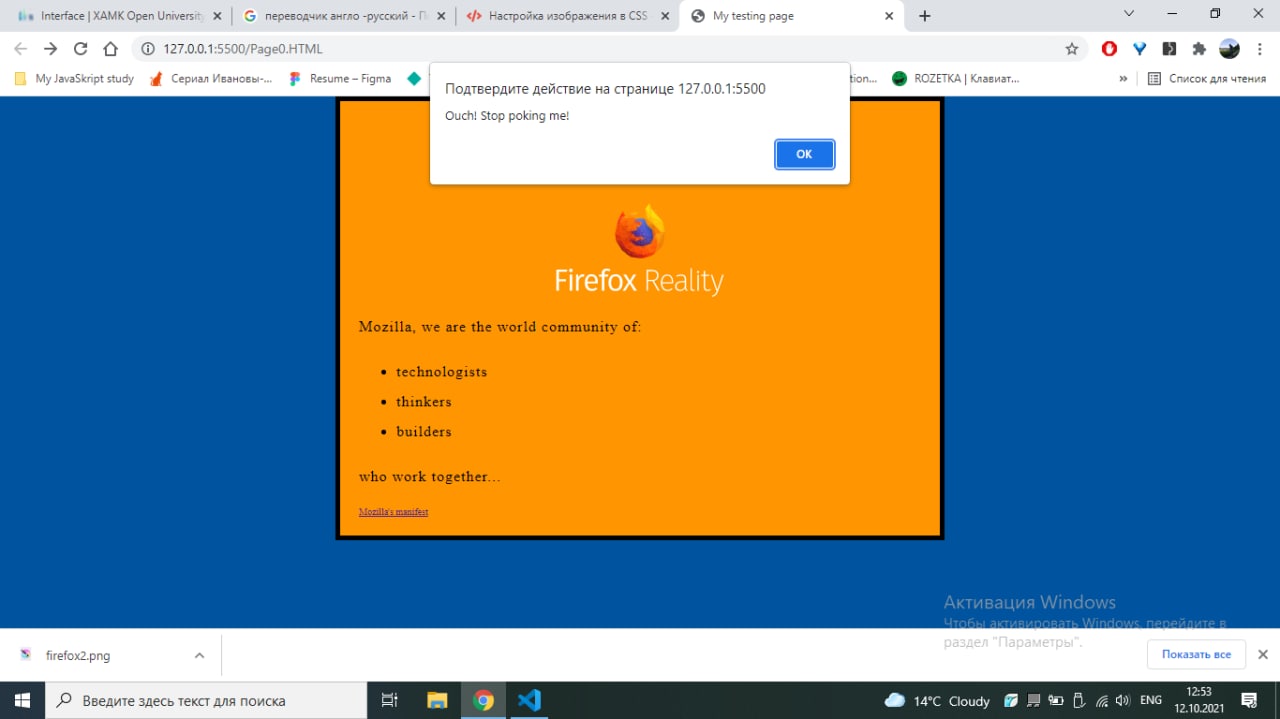 Interface | XAMK Open University
переводчик англо -русский - П
Настройка изображения в CSS
My testing page
127.0.0.1:5500/Page0.HTML
My JavaSkript study
Сериал Ивановы-...
Resume – Figma
tion...
ROZETKA | Клавиат...
»
Список для чтения
Подтвердите действие на странице 127.0.0.1:5500
Ouch! Stop poking me!
OK
Firefox Reality
Mozilla, we are the world community of:
• technologists
• thinkers
• builders
who work together...
Mozilla's manifest
Активация Windows
Чтобы активировать Windows, перейдите в
раздел "Параметры".
firefox2.png
Показать все
Введите здесь текст для поиска
14°C Cloudy
ENG
12:53
12.10.2021